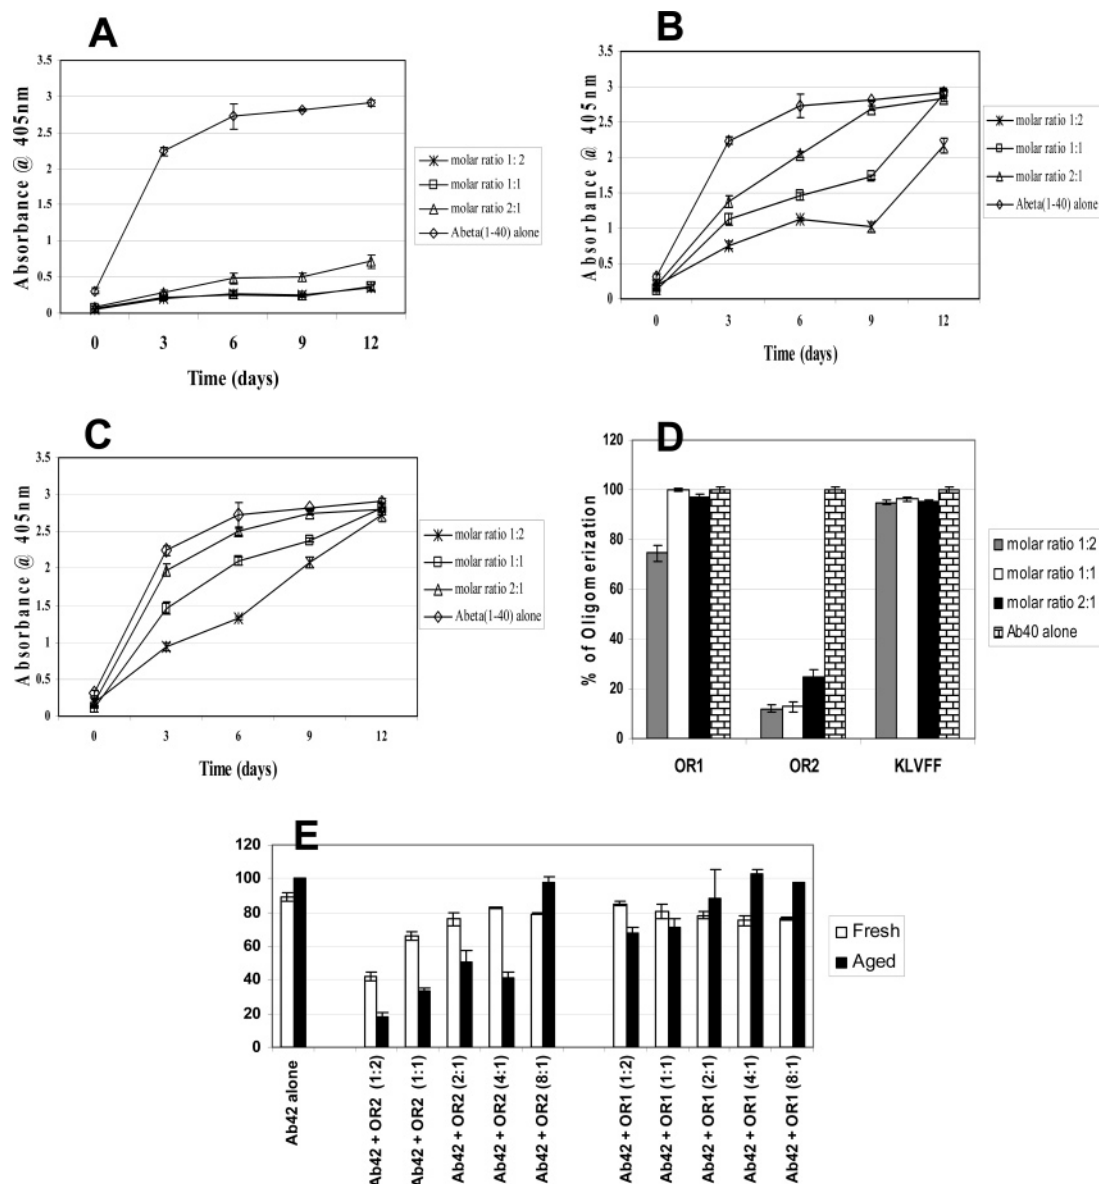 A
Absorbance @ 405nm
3.5
3
2.5
2
1.5
1
0.5
0
0 3 6 9 12
Time (days)
molar ratio 1: 2
molar ratio 1:1
molar ratio 2:1
Abeta(1-40) alone
B
Absorbance @ 405nm
3.5
3
2.5
2
1.5
1
0.5
0
0 3 6 9 12
Time (days)
molar ratio 1:2
molar ratio 1:1
molar ratio 2:1
Abeta(1-40) alone
C
Absorbance @ 405nm
3.5
3
2.5
2
1.5
1
0.5
0
0 3 6 9 12
Time (days)
molar ratio 1:2
molar ratio 1:1
molar ratio 2:1
Abeta(1-40) alone
D
% of Oligomerization
120
100
80
60
40
20
0
OR1 OR2 KLVFF
molar ratio 1:2
molar ratio 1:1
molar ratio 2:1
Ab40 alone
E
120
100
80
60
40
20
0
Ab42 alone
Ab42 + OR2 (1:2)
Ab42 + OR2 (1:1)
Ab42 + OR2 (2:1)
Ab42 + OR2 (4:1)
Ab42 + OR2 (8:1)
Ab42 + OR1 (1:2)
Ab42 + OR1 (1:1)
Ab42 + OR1 (2:1)
Ab42 + OR1 (4:1)
Ab42 + OR1 (8:1)
Fresh
Aged